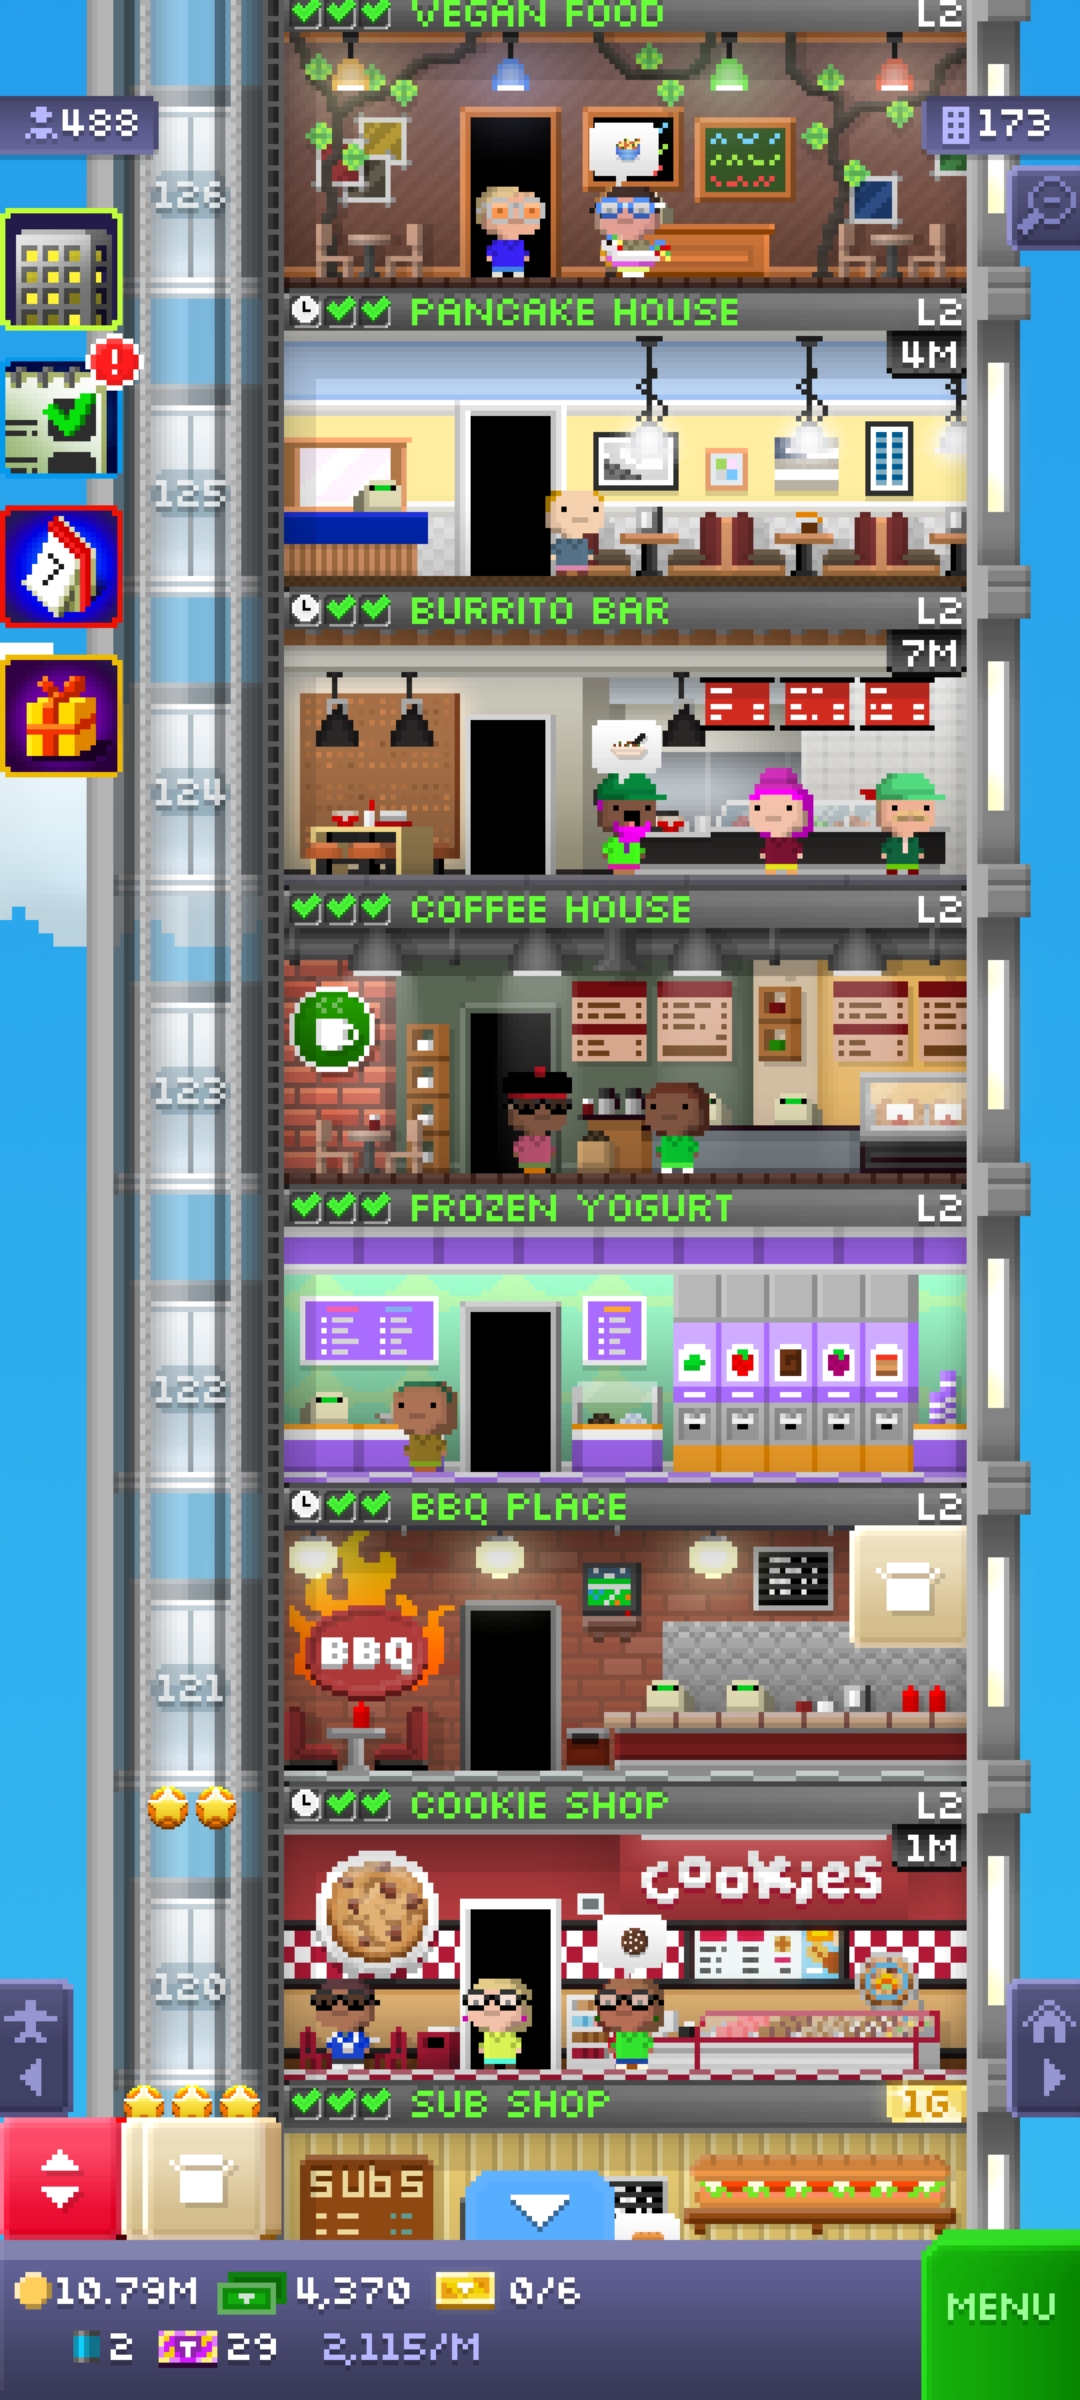 VEGAN FOOD L2
488
173
126
PANCAKE HOUSE L2
4M
125
7
BURRITO BAR L2
7M
124
COFFEE HOUSE L2
123
FROZEN YOGURT L2
122
BBQ PLACE L2
BBQ
121
COOKIE SHOP L2
1M
cookies
120
SUB SHOP 1G
subs
10.79M 4,370 0/6
MENU
2 T 29 2,115/M